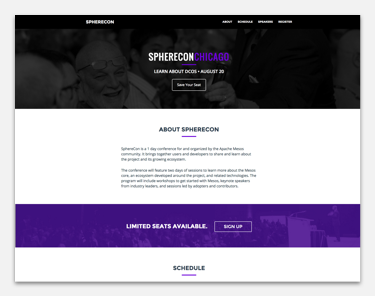 SPHERECON
ABOUT SCHEDULE SPEAKERS REGISTER
SPHERECONCHICAGO
LEARN ABOUT DCOS • AUGUST 20
Save Your Seat
ABOUT SPHERECON
SphereCon is a 1 day conference for and organized by the Apache Mesos
community. It brings together users and developers to share and learn about
the project and its growing ecosystem.
The conference will feature two days of sessions to learn more about the Mesos
core, an ecosystem developed around the project, and related technologies. The
program will include workshops to get started with Mesos, keynote speakers
from industry leaders, and sessions led by adopters and contributors.
LIMITED SEATS AVAILABLE.
SIGN UP
SCHEDULE